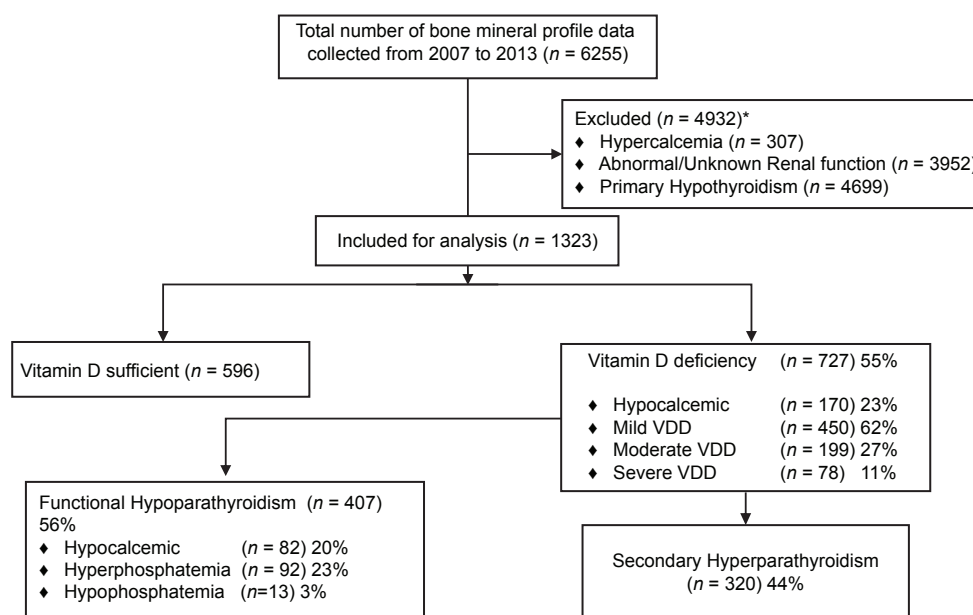 Total number of bone mineral profile data
collected from 2007 to 2013 (n = 6255)
Excluded (n = 4932)*
♦ Hypercalcemia (n = 307)
♦ Abnormal/Unknown Renal function (n = 3952)
♦ Primary Hypothyroidism (n = 4699)
Included for analysis (n = 1323)
Vitamin D sufficient (n = 596)
Vitamin D deficiency (n = 727) 55%
♦ Hypocalcemic (n = 170) 23%
♦ Mild VDD (n = 450) 62%
♦ Moderate VDD (n = 199) 27%
♦ Severe VDD (n = 78) 11%
Functional Hypoparathyroidism (n = 407)
56%
♦ Hypocalcemic (n = 82) 20%
♦ Hyperphosphatemia (n = 92) 23%
♦ Hypophosphatemia (n=13) 3%
Secondary Hyperparathyroidism
(n = 320) 44%